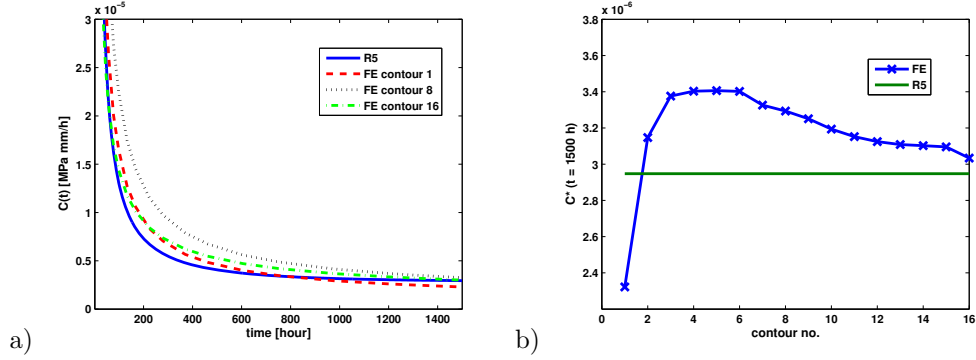 x 10⁻⁵
3
2.5
2
1.5
1
0.5
0
C(t) [MPa mm/h]
200 400 600 800 1000 1200 1400
time [hour]
R5
FE contour 1
FE contour 8
FE contour 16
a)
x 10⁻⁶
3.8
3.6
3.4
3.2
3
2.8
2.6
2.4
C* (t = 1500 h)
0 2 4 6 8 10 12 14 16
contour no.
FE
R5
b)